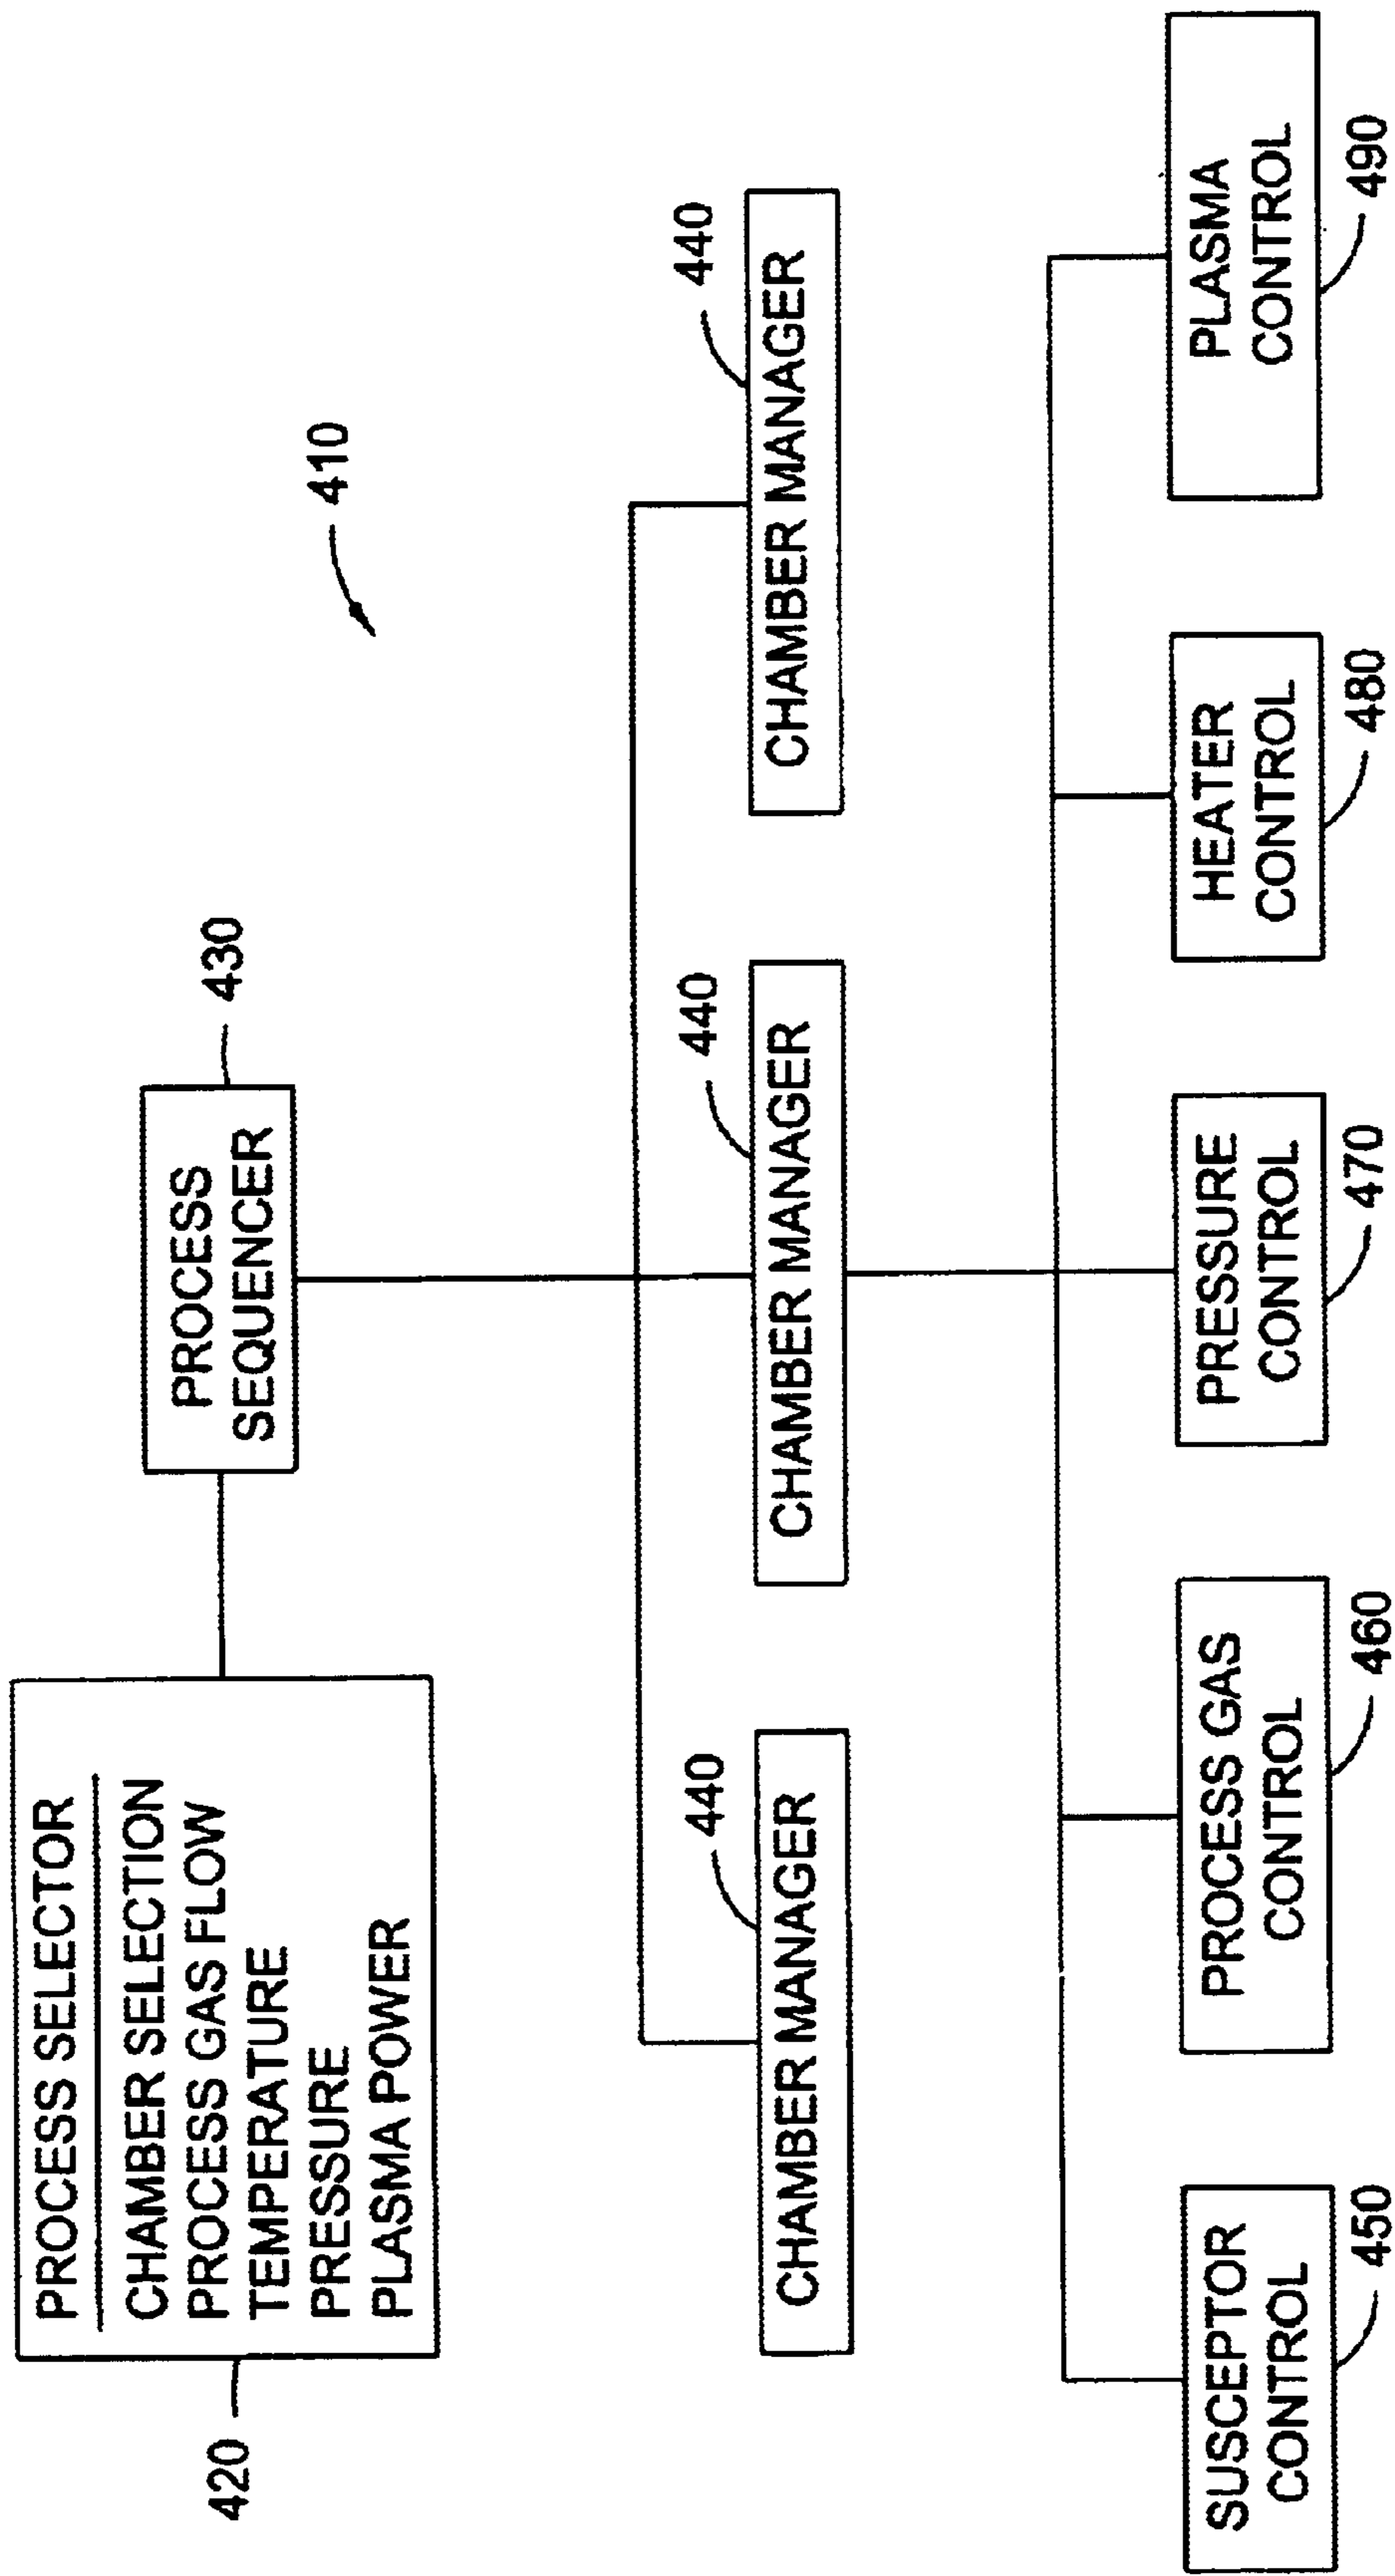 410
PROCESS SELECTOR
CHAMBER SELECTION
PROCESS GAS FLOW
TEMPERATURE
PRESSURE
PLASMA POWER
420
PROCESS
SEQUENCER
430
CHAMBER MANAGER
440
CHAMBER MANAGER
440
CHAMBER MANAGER
440
SUSCEPTOR
CONTROL
450
PROCESS GAS
CONTROL
460
PRESSURE
CONTROL
470
HEATER
CONTROL
480
PLASMA
CONTROL
490